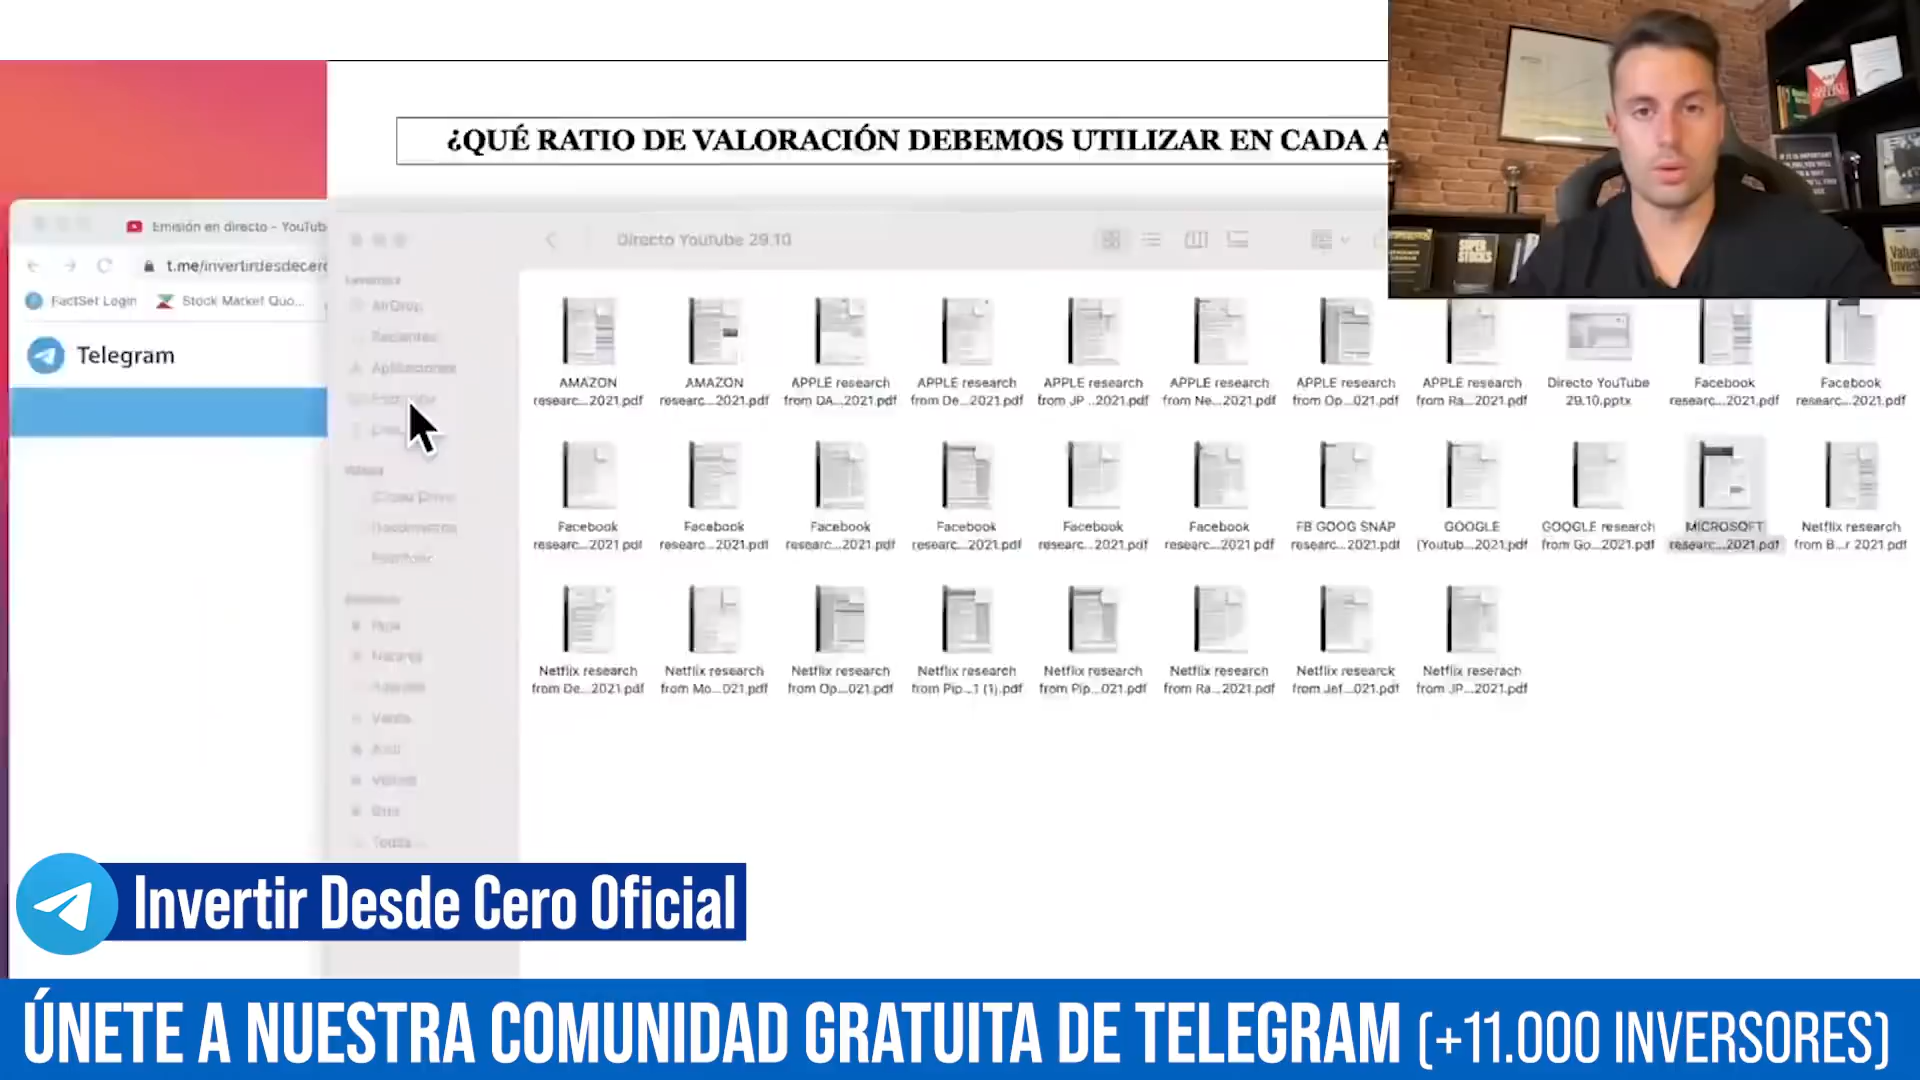 ¿QUÉ RATIO DE VALORACIÓN DEBEMOS UTILIZAR EN CADA A
Emisión en directo - YouTub
t.me/invertirdesdecero
FactSet Login
Stock Market Quo...
Telegram
Directo YouTube 29.10
AirDrop
Recientes
Aplicaciones
AMAZON
researc...2021.pdf
AMAZON
researc...2021.pdf
APPLE research
from DA...2021.pdf
APPLE research
from De...2021.pdf
APPLE research
from JP ...2021.pdf
APPLE research
from Ne...2021.pdf
APPLE research
from Op...021.pdf
APPLE research
from Ra...2021.pdf
Directo YouTube
29.10.pptx
Facebook
researc...2021.pdf
Facebook
researc...2021.pdf
Facebook
researc...2021.pdf
Facebook
researc...2021.pdf
Facebook
researc...2021.pdf
Facebook
researc...2021.pdf
Facebook
researc...2021.pdf
Facebook
researc...2021.pdf
FB GOOG SNAP
researc...2021.pdf
GOOGLE
(Youtub...2021.pdf
GOOGLE research
from Go...2021.pdf
MICROSOFT
researc...2021.pdf
Netflix research
from B...r 2021.pdf
Netflix research
from De...2021.pdf
Netflix research
from Mo...021.pdf
Netflix research
from Op...021.pdf
Netflix research
from Pip...1 (1).pdf
Netflix research
from Pip...021.pdf
Netflix research
from Ra...2021.pdf
Netflix researck
from Jef...021.pdf
Netflix reserach
from JP...2021.pdf
SUPER
STOCKS
Value
Invertir Desde Cero Oficial
ÚNETE A NUESTRA COMUNIDAD GRATUITA DE TELEGRAM (+11.000 INVERSORES)